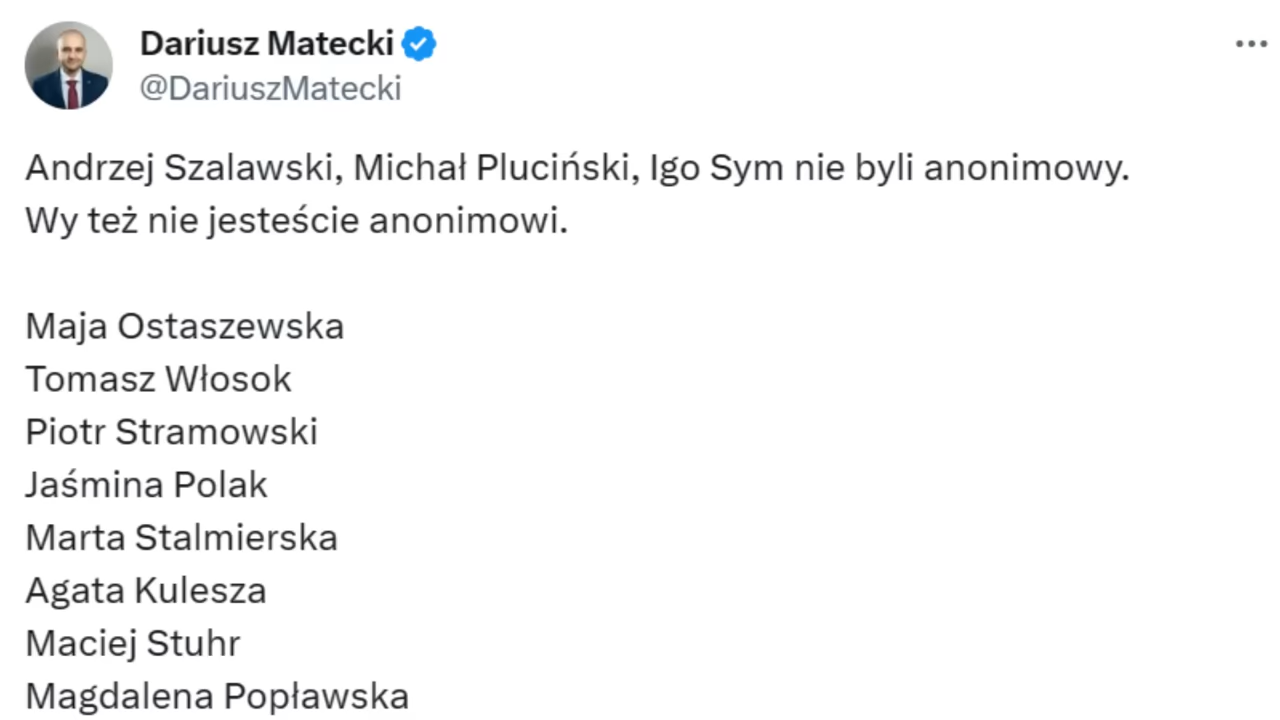 Dariusz Matecki
@DariuszMatecki
Andrzej Szalawski, Michał Pluciński, Igo Sym nie byli anonimowy.
Wy też nie jesteście anonimowi.
Maja Ostaszewska
Tomasz Włosok
Piotr Stramowski
Jaśmina Polak
Marta Stalmierska
Agata Kulesza
Maciej Stuhr
Magdalena Popławska